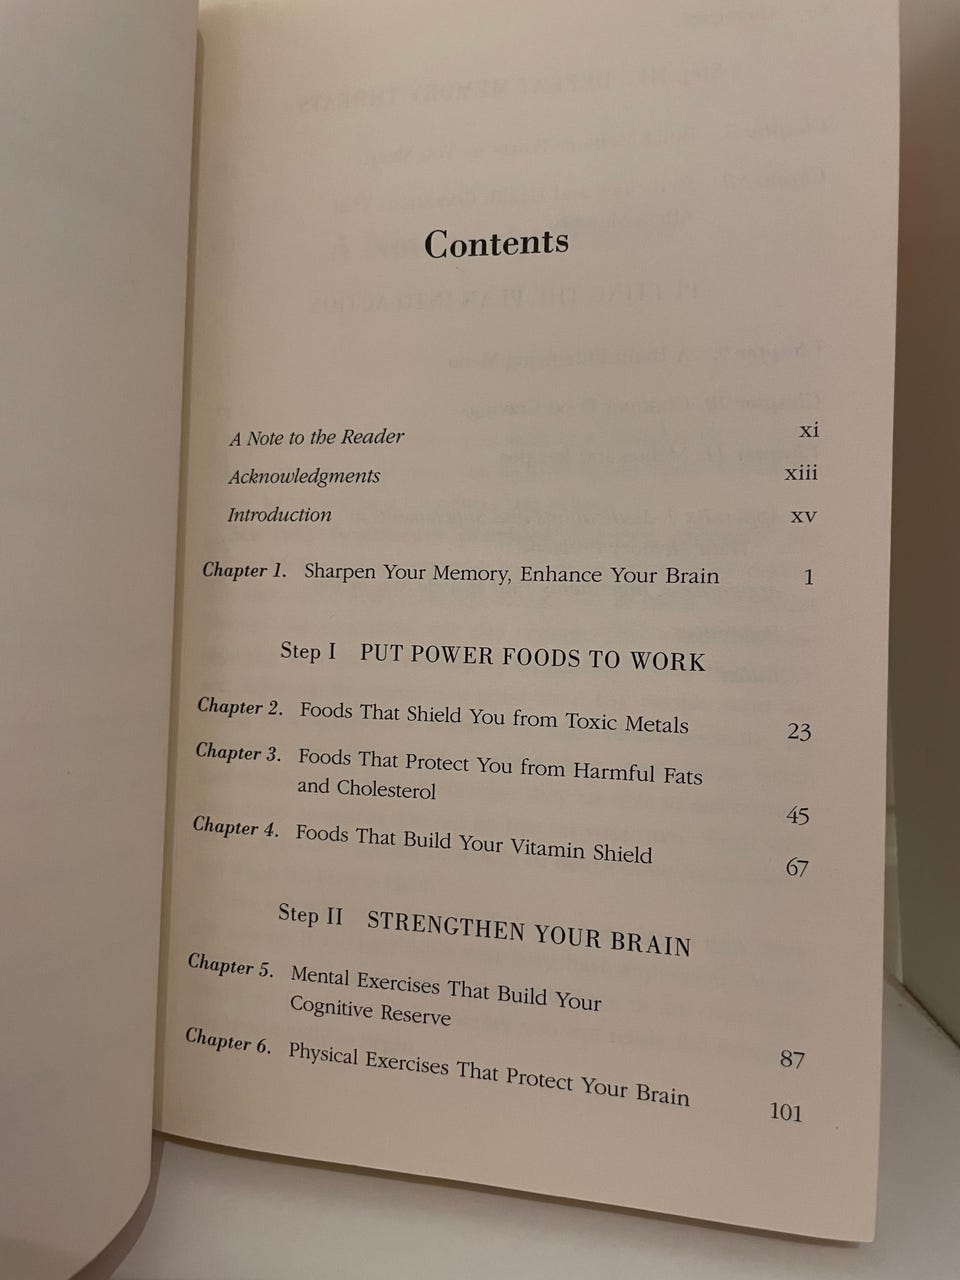 Contents
A Note to the Reader xi
Acknowledgments xiii
Introduction xv
Chapter 1. Sharpen Your Memory, Enhance Your Brain 1
Step I PUT POWER FOODS TO WORK
Chapter 2. Foods That Shield You from Toxic Metals 23
Chapter 3. Foods That Protect You from Harmful Fats
and Cholesterol 45
Chapter 4. Foods That Build Your Vitamin Shield 67
Step II STRENGTHEN YOUR BRAIN
Chapter 5. Mental Exercises That Build Your
Cognitive Reserve 87
Chapter 6. Physical Exercises That Protect Your Brain 101